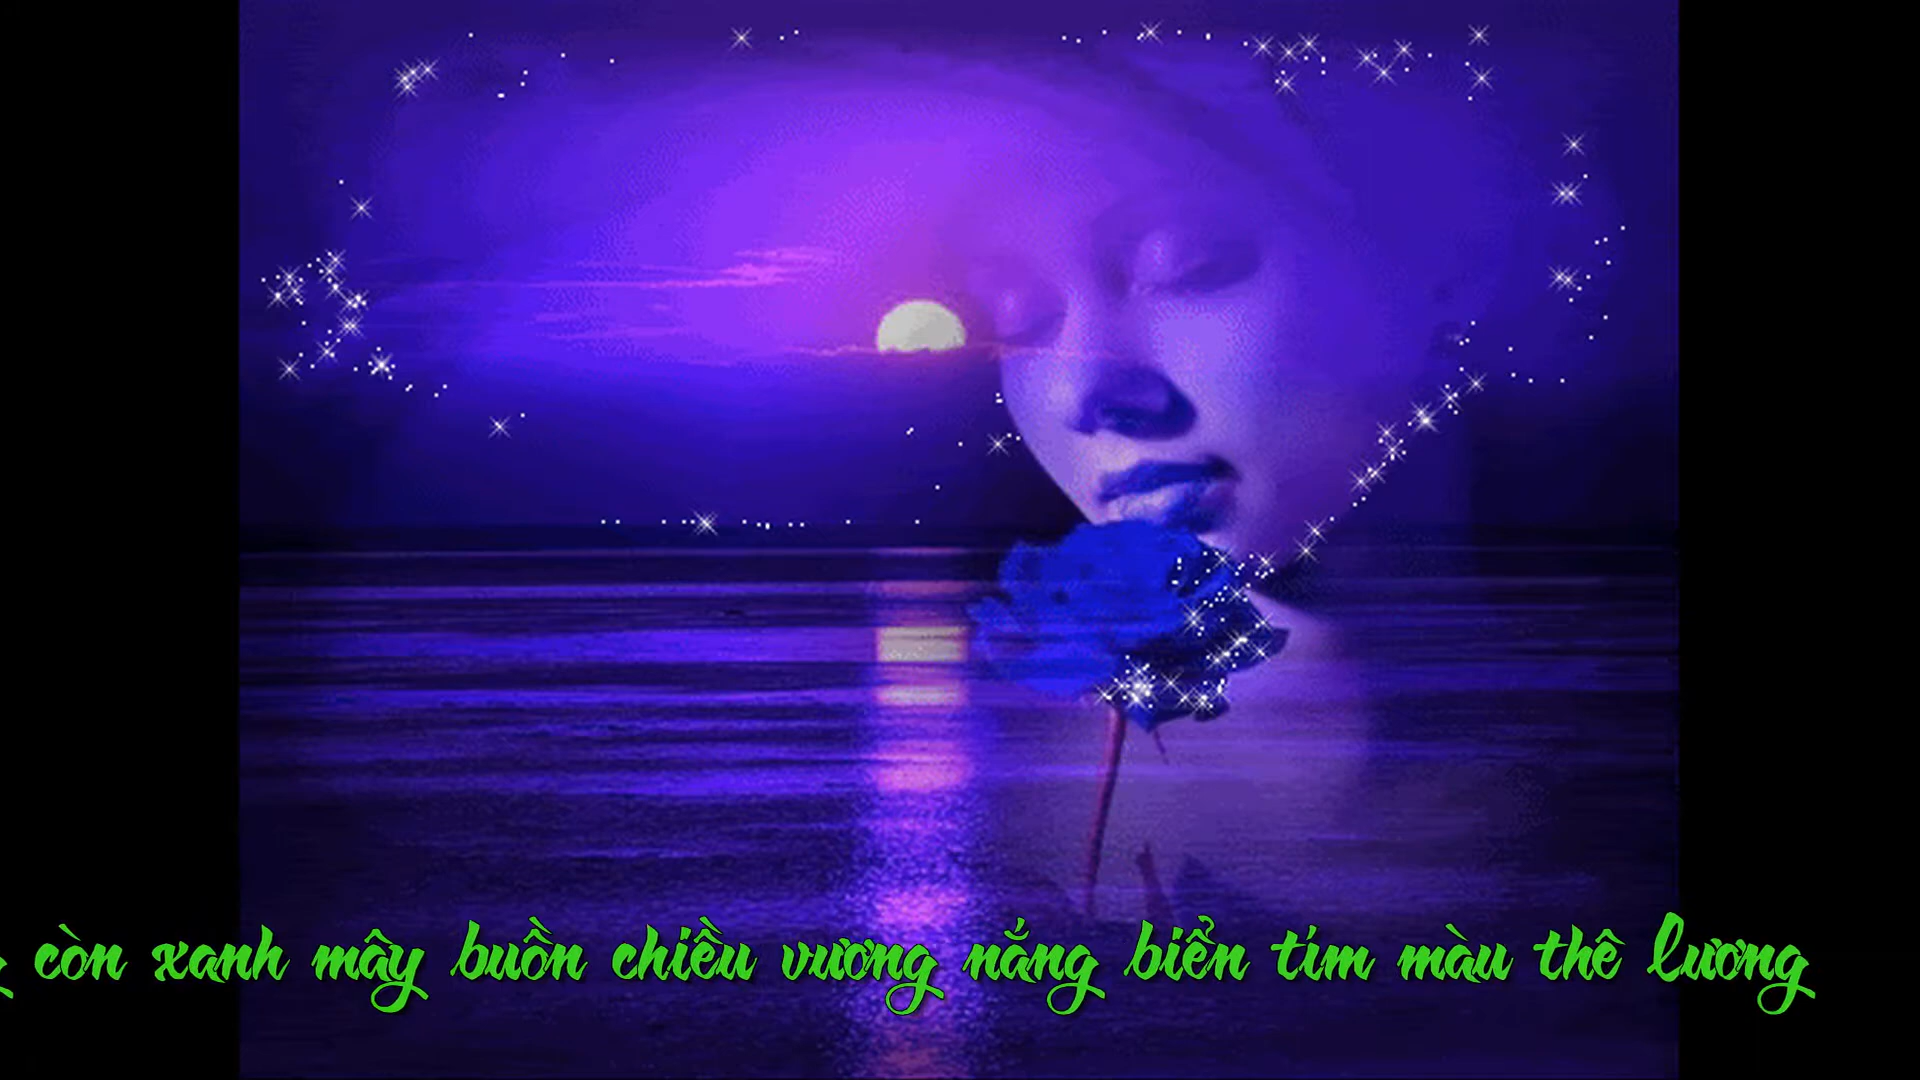 còn xanh mây buồn chiều vương nắng biển tím màu thê lương